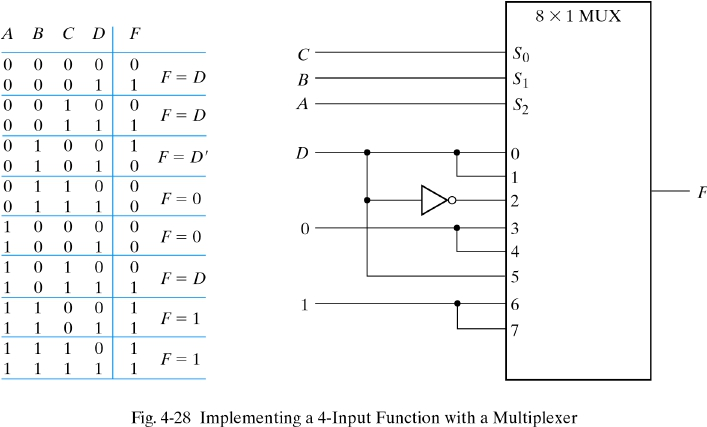 A B C D F
0 0 0 0 0
0 0 0 1 1
F = D
0 0 1 0 0
0 0 1 1 1
F = D
0 1 0 0 1
0 1 0 1 0
F = D'
0 1 1 0 0
0 1 1 1 0
F = 0
1 0 0 0 0
1 0 0 1 0
F = 0
1 0 1 0 0
1 0 1 1 1
F = D
1 1 0 0 1
1 1 0 1 1
F = 1
1 1 1 0 1
1 1 1 1 1
F = 1
8 × 1 MUX
C S0
B S1
A S2
D 0
1
2
0 3
4
5
1 6
7
F
Fig. 4-28 Implementing a 4-Input Function with a Multiplexer